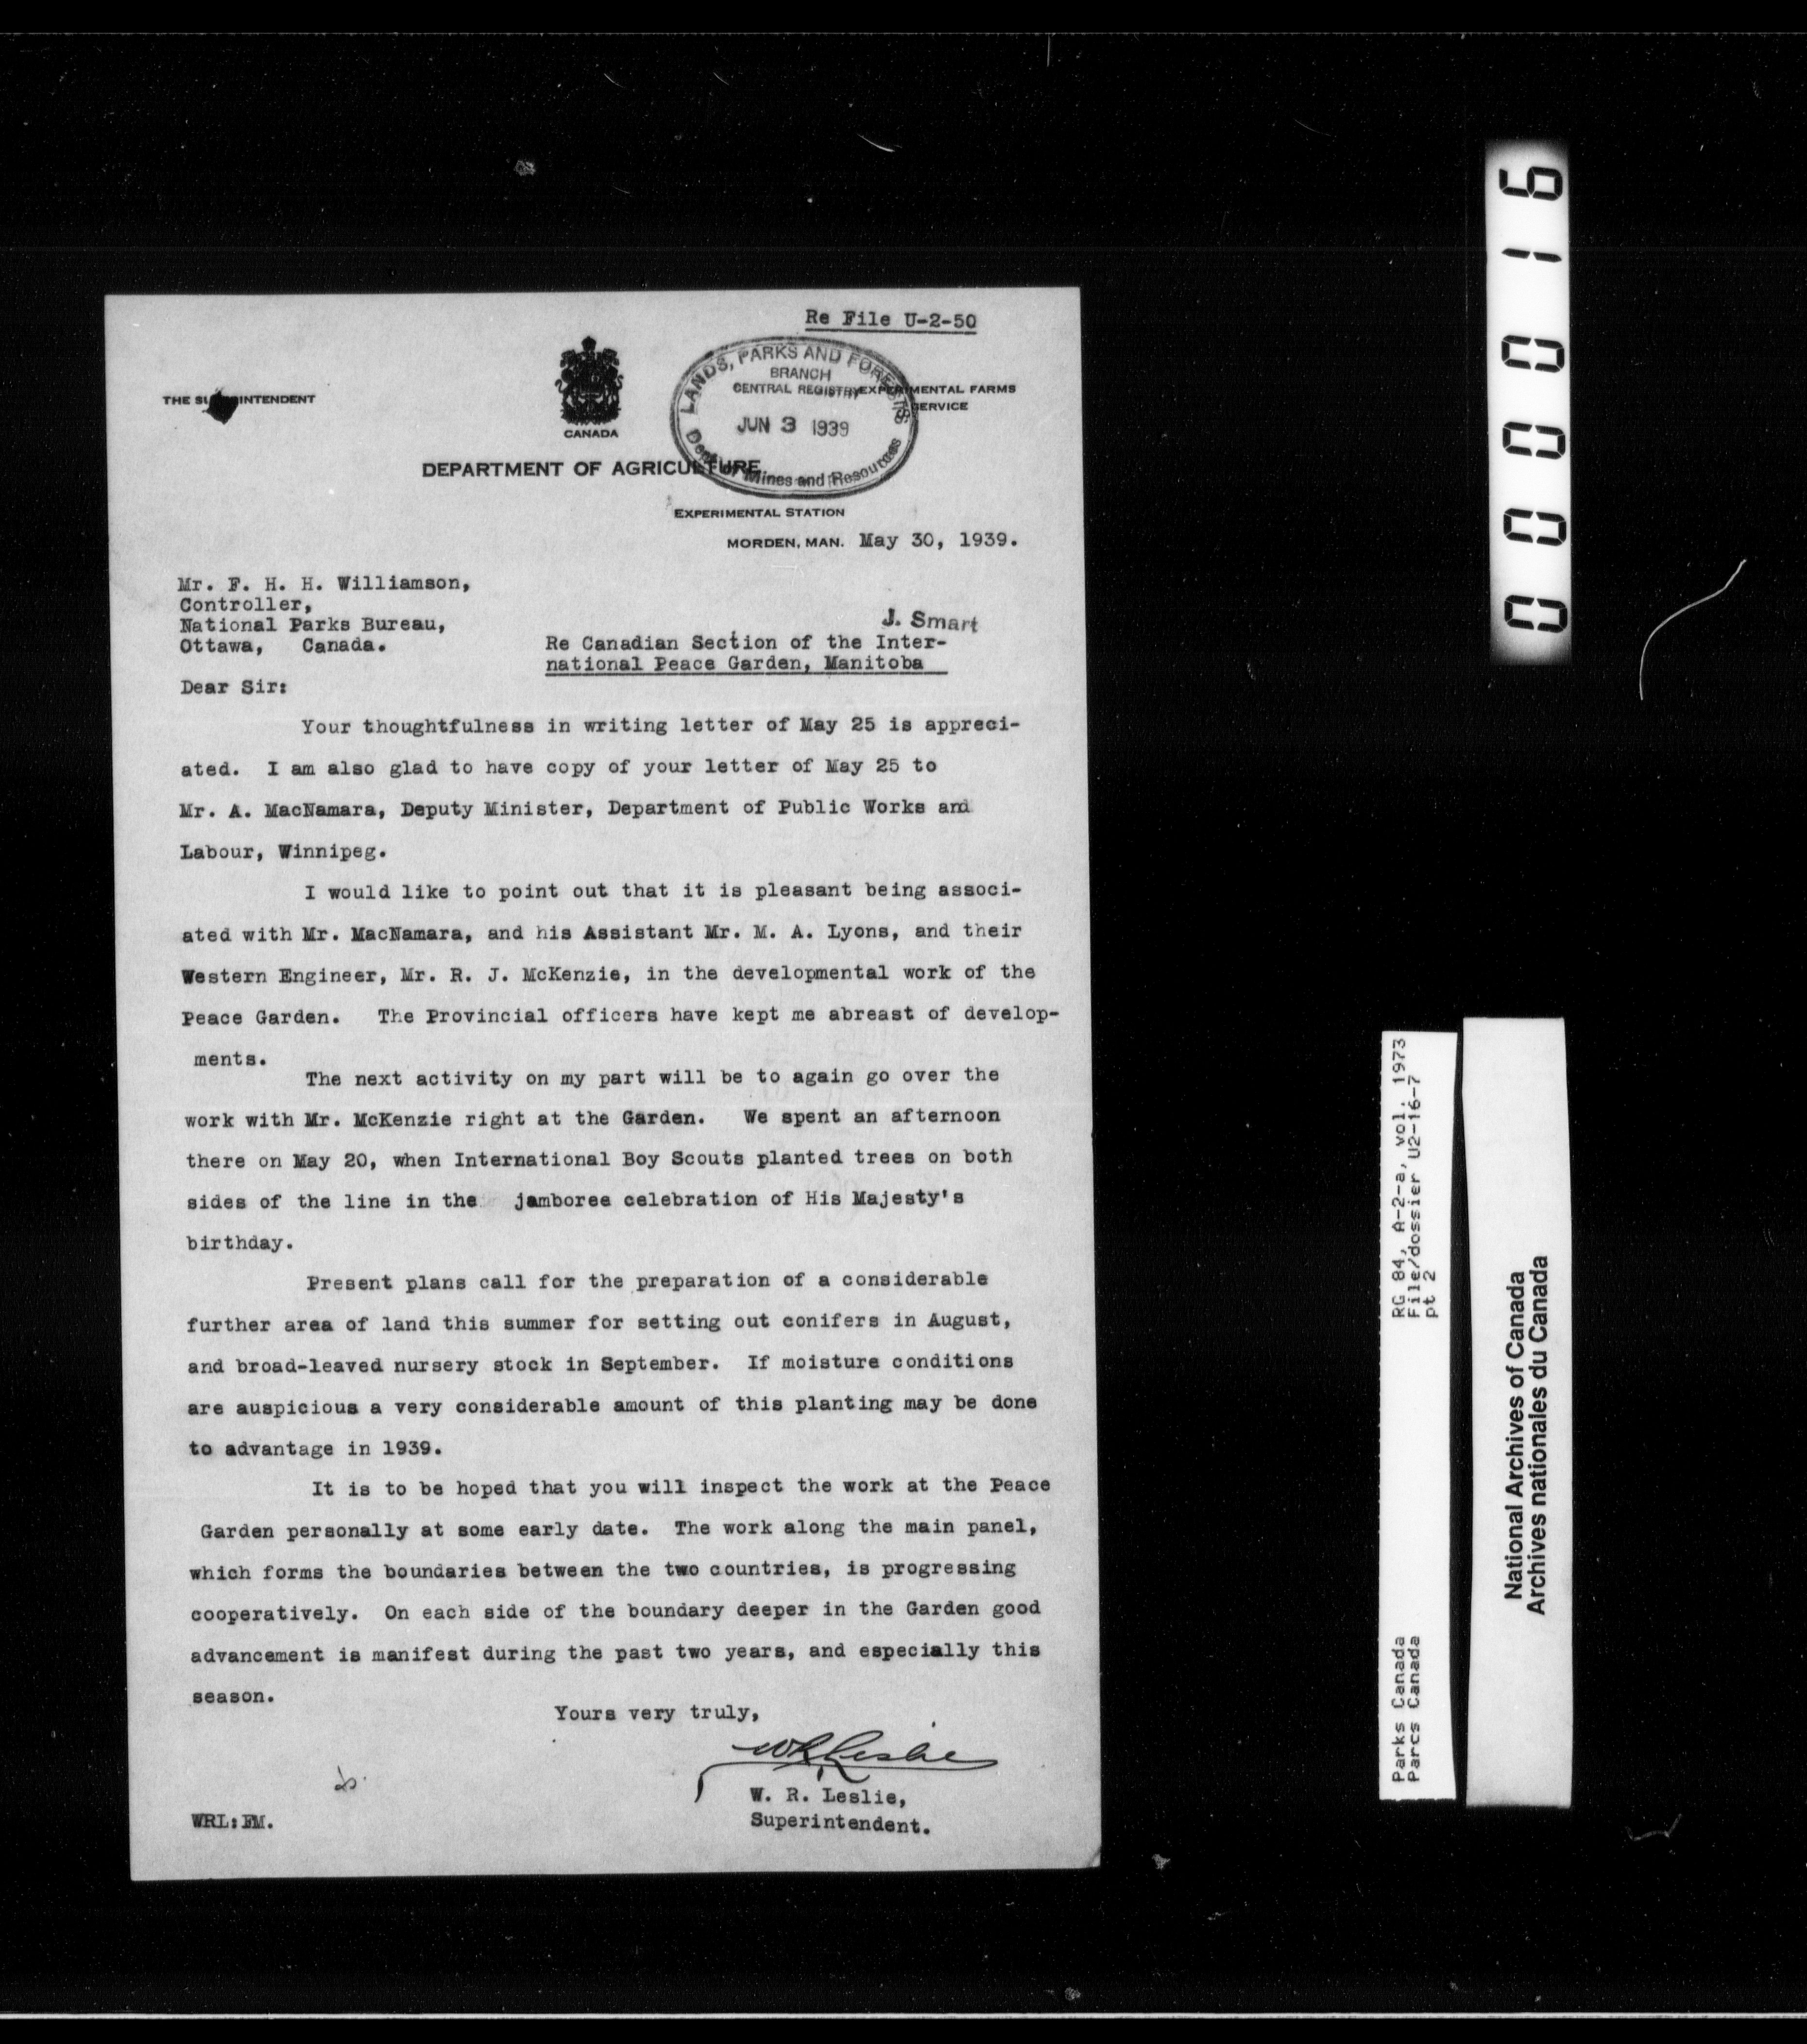 Re File U-2-50
LANDS, PARKS AND FORESTS
BRANCH
CENTRAL REGISTRY
JUN 3 1939
Dept. of Mines and Resources
THE SUPERINTENDENT
EXPERIMENTAL FARMS
SERVICE
CANADA
DEPARTMENT OF AGRICULTURE
EXPERIMENTAL STATION
MORDEN, MAN. May 30, 1939.
Mr. F. H. H. Williamson,
Controller,
National Parks Bureau,
Ottawa, Canada.
J. Smart
Re Canadian Section of the Inter-
national Peace Garden, Manitoba
Dear Sir:
Your thoughtfulness in writing letter of May 25 is appreci-
ated. I am also glad to have copy of your letter of May 25 to
Mr. A. MacNamara, Deputy Minister, Department of Public Works and
Labour, Winnipeg.
I would like to point out that it is pleasant being associ-
ated with Mr. MacNamara, and his Assistant Mr. M. A. Lyons, and their
Western Engineer, Mr. R. J. McKenzie, in the developmental work of the
Peace Garden. The Provincial officers have kept me abreast of develop-
ments.
The next activity on my part will be to again go over the
work with Mr. McKenzie right at the Garden. We spent an afternoon
there on May 20, when International Boy Scouts planted trees on both
sides of the line in the jamboree celebration of His Majesty's
birthday.
Present plans call for the preparation of a considerable
further area of land this summer for setting out conifers in August,
and broad-leaved nursery stock in September. If moisture conditions
are auspicious a very considerable amount of this planting may be done
to advantage in 1939.
It is to be hoped that you will inspect the work at the Peace
Garden personally at some early date. The work along the main panel,
which forms the boundaries between the two countries, is progressing
cooperatively. On each side of the boundary deeper in the Garden good
advancement is manifest during the past two years, and especially this
season.
Yours very truly,
WR Leslie
W. R. Leslie,
Superintendent.
WRL:FM.
000016
RG 84, A-2-a, vol. 1973
File/dossier U2-16-7
pt 2
Parks Canada
Parcs Canada
National Archives of Canada
Archives nationales du Canada